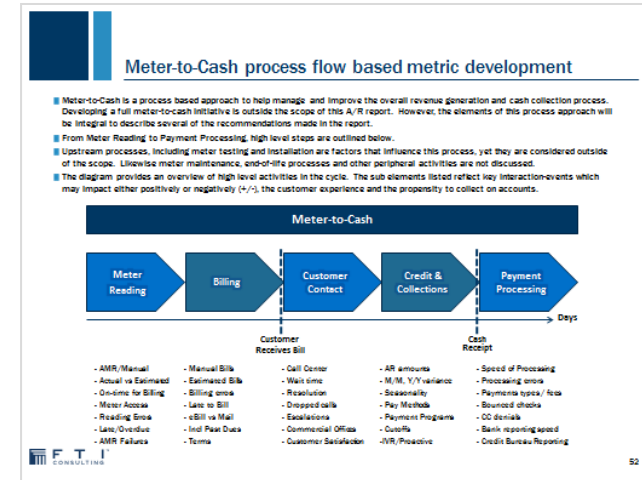 Meter-to-Cash process flow based metric development
Meter-to-Cash is a process based approach to help manage and improve the overall revenue generation and cash collection process.
Developing a full meter-to-cash initiative is outside the scope of this A/R report. However, the elements of this process approach will
be integral to describe several of the recommendations made in the report.
From Meter Reading to Payment Processing, high level steps are outlined below.
Upstream processes, including meter testing and installation are factors that influence this process, yet they are considered outside
of the scope. Likewise meter maintenance, end-of-life processes and other peripheral activities are not discussed.
The diagram provides an overview of high level activities in the cycle. The sub elements listed reflect key interaction-events which
may impact either positively or negatively (+/-), the customer experience and the propensity to collect on accounts.
Meter-to-Cash
Meter
Reading
Billing
Customer
Contact
Credit &
Collections
Payment
Processing
Days
Customer
Receives Bill
Cash
Receipt
- AMR/Manual
- Actual vs Estimated
- On-time for Billing
- Meter Access
- Reading Errors
- Late/Overdue
- AMR Failures
- Manual Bills
- Estimated Bills
- Billing errors
- Late to Bill
- eBill vs Mail
- Incl Past Dues
- Terms
- Call Center
- Wait time
- Resolution
- Dropped calls
- Escalations
- Commercial Offices
- Customer Satisfaction
- AR amounts
- M/M, Y/Y variance
- Seasonality
- Pay Methods
- Payment Programs
- Cutoffs
-IVR/Proactive
- Speed of Processing
- Processing errors
- Payments types / fees
- Bounced checks
- CC denials
- Bank reporting speed
- Credit Bureau Reporting
F T I
CONSULTING
52